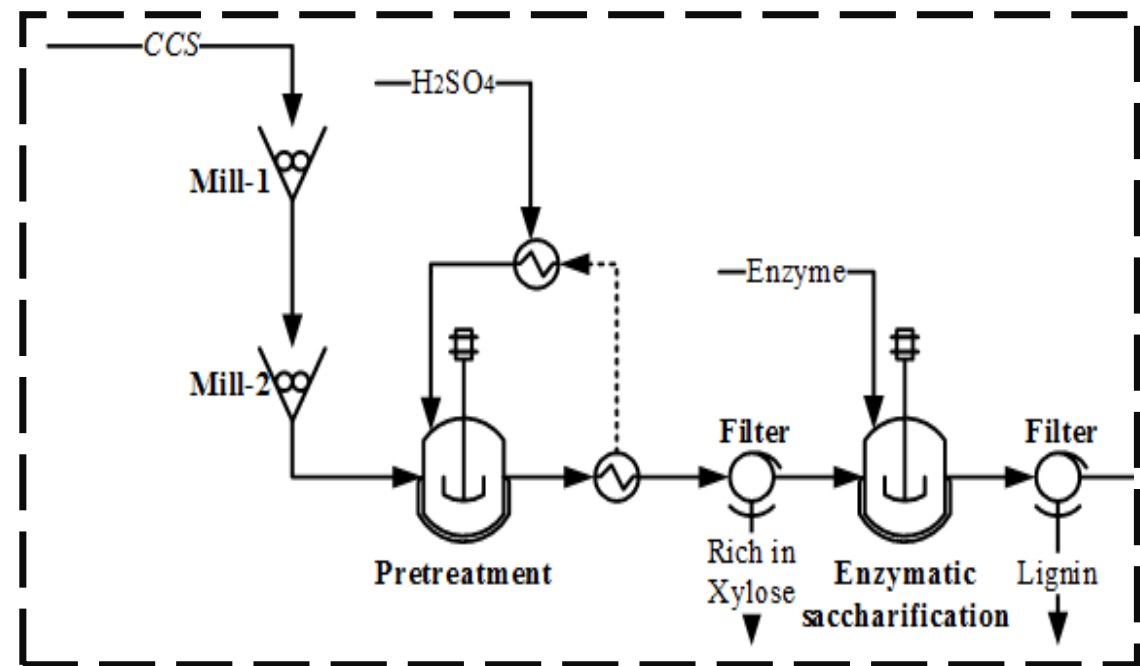 CCS
H2SO4
Mill-1
Enzyme
Mill-2
Filter
Filter
Pretreatment
Rich in
Xylose
Enzymatic
saccharification
Lignin